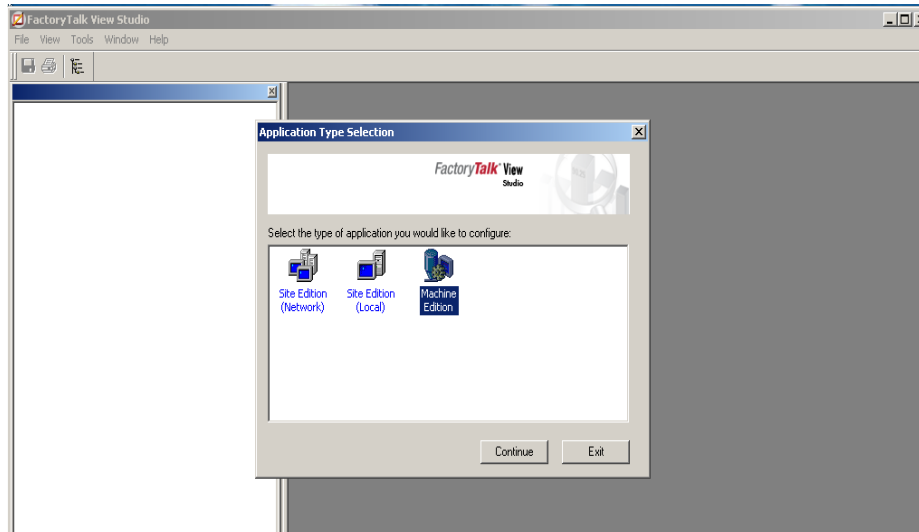 FactoryTalk View Studio
File View Tools Window Help
Application Type Selection
FactoryTalk View
Studio
Select the type of application you would like to configure:
Site Edition (Network)
Site Edition (Local)
Machine Edition
Continue Exit